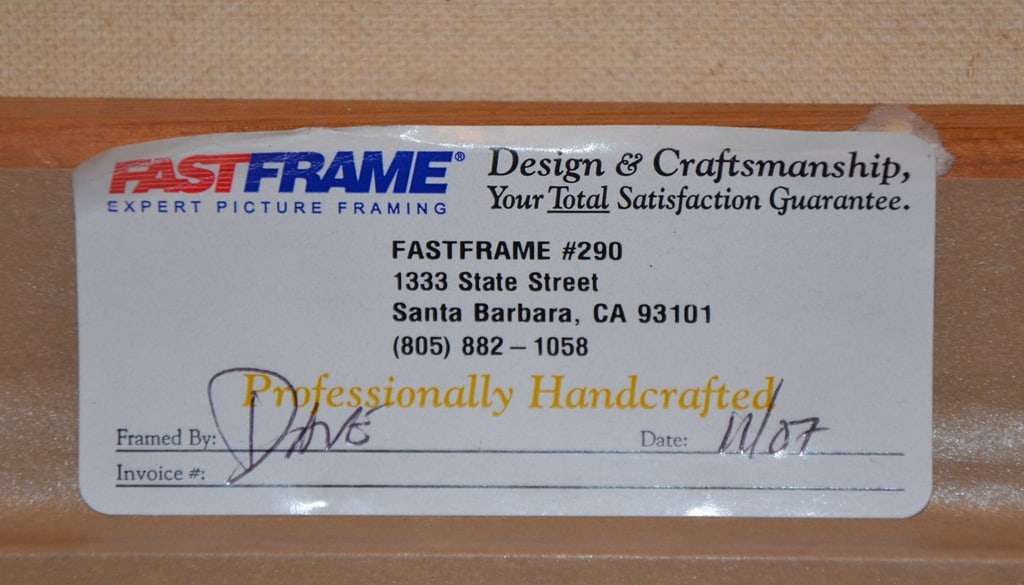 FASTFRAME® Design & Craftsmanship,
EXPERT PICTURE FRAMING Your Total Satisfaction Guarantee.
FASTFRAME #290
1333 State Street
Santa Barbara, CA 93101
(805) 882 – 1058
Professionally Handcrafted
Framed By: DAVE Date: 11/07
Invoice #: